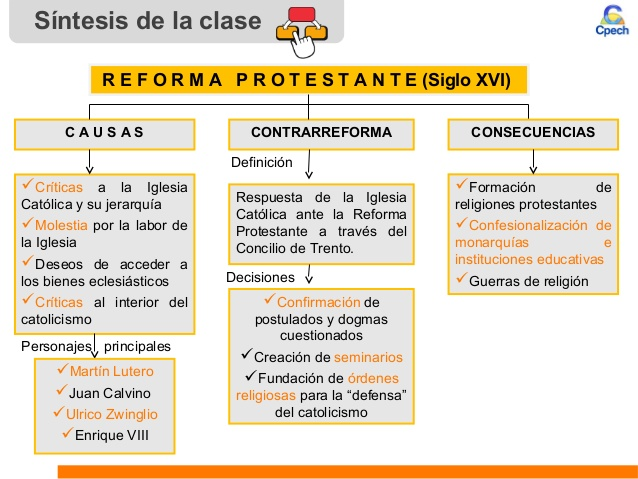 Síntesis de la clase
Cpech
R E F O R M A P R O T E S T A N T E (Siglo XVI)
C A U S A S
Críticas a la Iglesia
Católica y su jerarquía
Molestia por la labor de
la Iglesia
Deseos de acceder a
los bienes eclesiásticos
Críticas al interior del
catolicismo
Personajes principales
Martín Lutero
Juan Calvino
Ulrico Zwinglio
Enrique VIII
CONTRARREFORMA
Definición
Respuesta de la Iglesia
Católica ante la Reforma
Protestante a través del
Concilio de Trento.
Decisiones
Confirmación de
postulados y dogmas
cuestionados
Creación de seminarios
Fundación de órdenes
religiosas para la “defensa”
del catolicismo
CONSECUENCIAS
Formación de
religiones protestantes
Confesionalización de
monarquías e
instituciones educativas
Guerras de religión